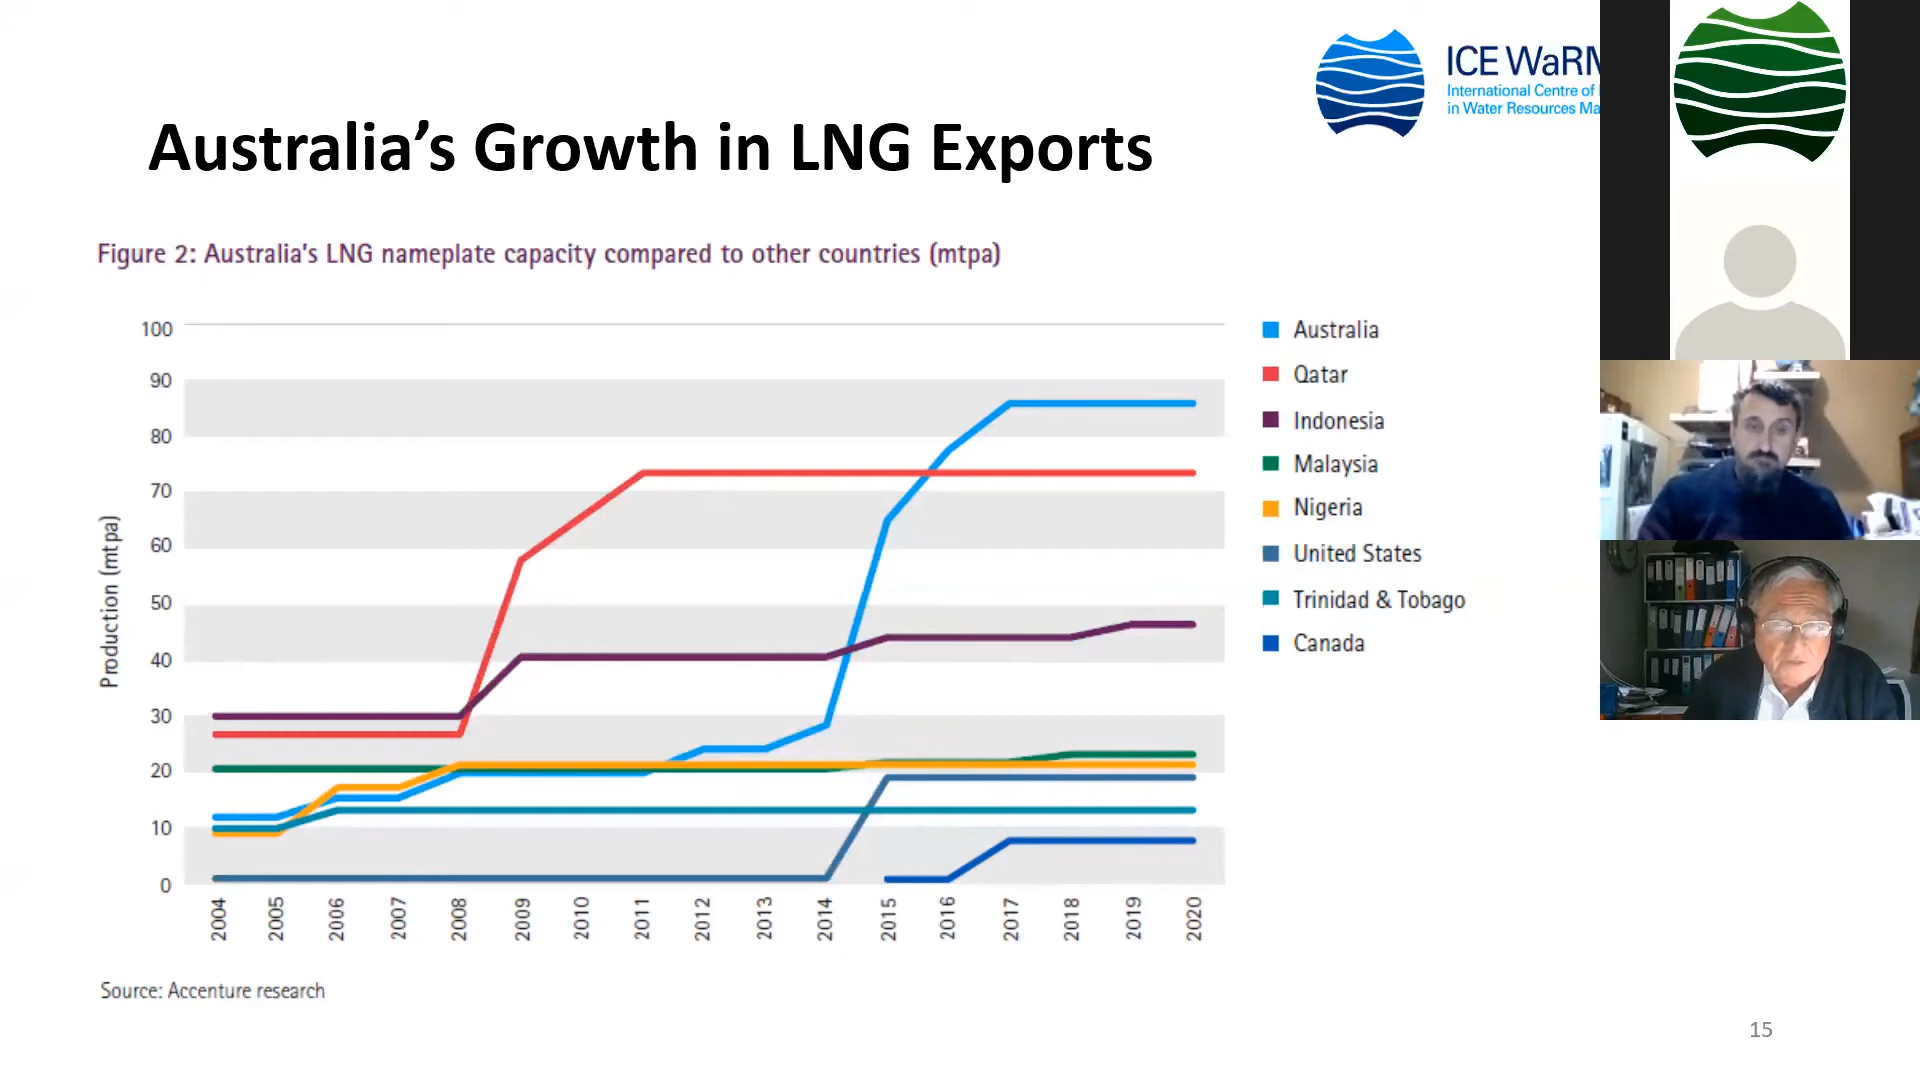 ICE WaRM
International Centre of
in Water Resources Ma
Australia’s Growth in LNG Exports
Figure 2: Australia’s LNG nameplate capacity compared to other countries (mtpa)
Production (mtpa)
100
90
80
70
60
50
40
30
20
10
0
2004
2005
2006
2007
2008
2009
2010
2011
2012
2013
2014
2015
2016
2017
2018
2019
2020
Australia
Qatar
Indonesia
Malaysia
Nigeria
United States
Trinidad & Tobago
Canada
Source: Accenture research
15